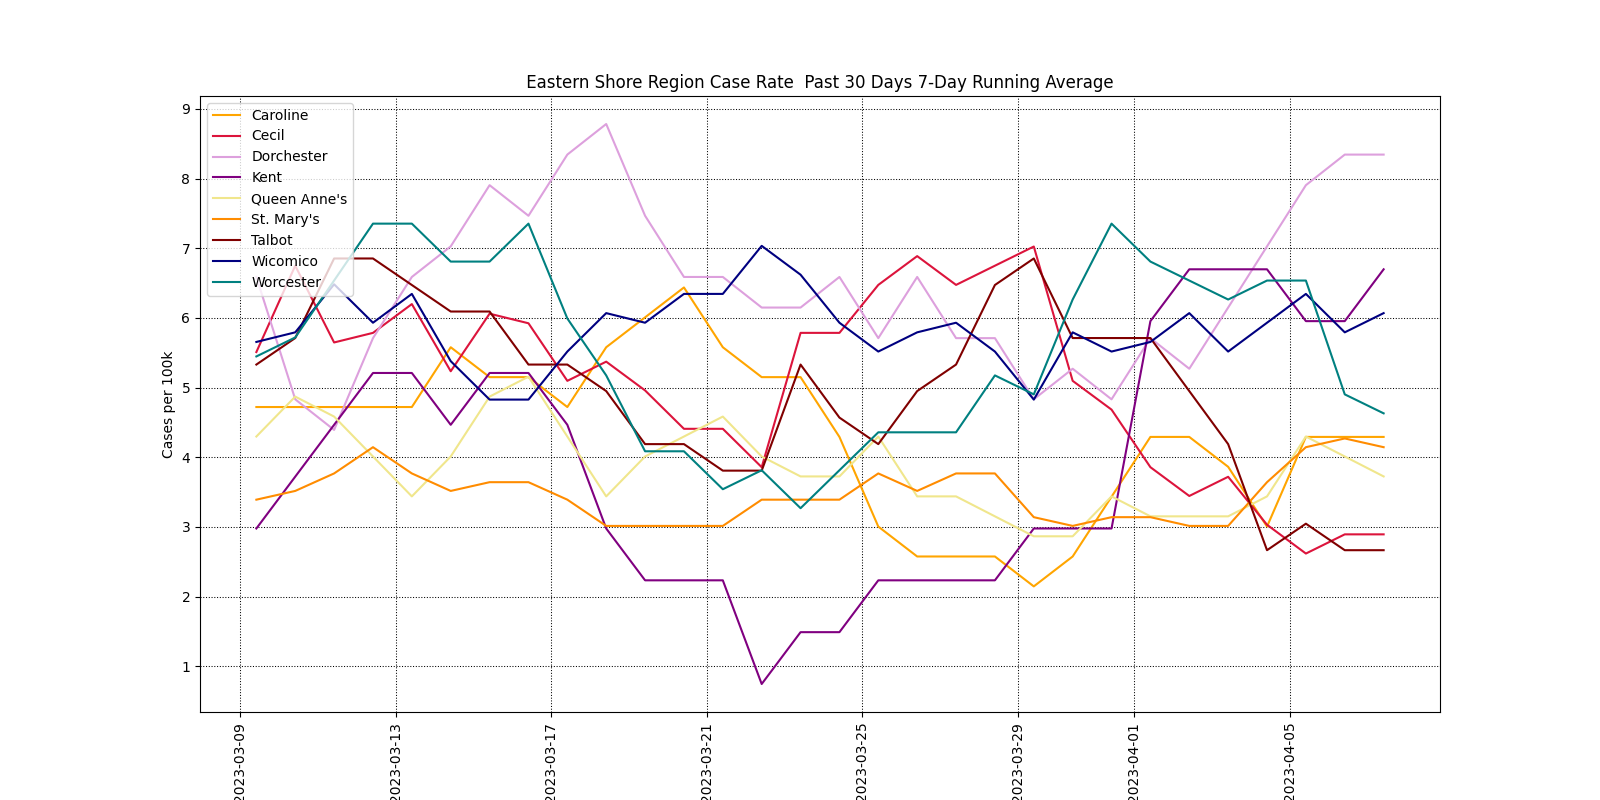 Eastern Shore Region Case Rate  Past 30 Days 7-Day Running Average
Caroline
Cecil
Dorchester
Kent
Queen Anne's
St. Mary's
Talbot
Wicomico
Worcester
Cases per 100k
9
8
7
6
5
4
3
2
1
2023-03-09
2023-03-13
2023-03-17
2023-03-21
2023-03-25
2023-03-29
2023-04-01
2023-04-05